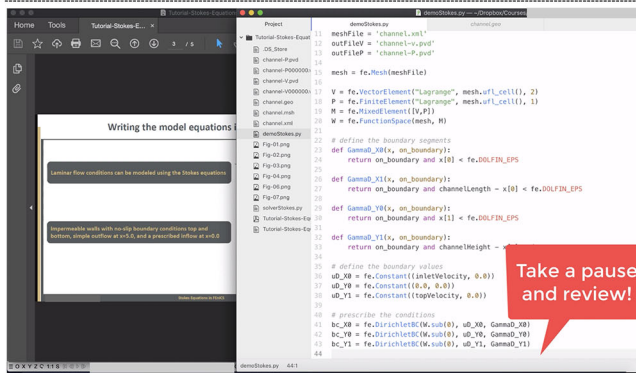 Home Tools Tutorial-Stokes-E... ×
3 / 5
Writing the model equations i
Laminar flow conditions can be modeled using the Stokes equations
Impermeable walls with no-slip boundary conditions top and
bottom, simple outflow at x=5.0, and a prescribed inflow at x=0.0
Stokes Equations in FEniCS
demoStokes.py — ~/Dropbox/Courses/
Project
Tutorial-Stokes-Equat
.DS_Store
channel-P.pvd
channel-P000000.
channel-V.pvd
channel-V000000.
channel.geo
channel.msh
channel.xml
demoStokes.py
Fig-01.png
Fig-02.png
Fig-03.png
Fig-04.png
Fig-06.png
Fig-07.png
solverStokes.py
Tutorial-Stokes-Eq
Tutorial-Stokes-Eq
demoStokes.py channel.geo
11 meshFile = 'channel.xml'
12 outFileV = 'channel-v.pvd'
13 outFileP = 'channel-P.pvd'
14
15 mesh = fe.Mesh(meshFile)
16
17 V = fe.VectorElement("Lagrange", mesh.ufl_cell(), 2)
18 P = fe.FiniteElement("Lagrange", mesh.ufl_cell(), 1)
19 M = fe.MixedElement([V,P])
20 W = fe.FunctionSpace(mesh, M)
21
22 # define the boundary segments
23 def GammaD_X0(x, on_boundary):
24 return on_boundary and x[0] < fe.DOLFIN_EPS
25
26 def GammaD_X1(x, on_boundary):
27 return on_boundary and channelLength - x[0] < fe.DOLFIN_EPS
28
29 def GammaD_Y0(x, on_boundary):
30 return on_boundary and x[1] < fe.DOLFIN_EPS
31
32 def GammaD_Y1(x, on_boundary):
33 return on_boundary and channelHeight - x
34
35 # define the boundary values
36 uD_X0 = fe.Constant((inletVelocity, 0.0))
37 uD_Y0 = fe.Constant((0.0, 0.0))
38 uD_Y1 = fe.Constant((topVelocity, 0.0))
39
40 # prescribe the conditions
41 bc_X0 = fe.DirichletBC(W.sub(0), uD_X0, GammaD_X0)
42 bc_Y0 = fe.DirichletBC(W.sub(0), uD_Y0, GammaD_Y0)
43 bc_Y1 = fe.DirichletBC(W.sub(0), uD_Y1, GammaD_Y1)
44
Take a pause
and review!
demoStokes.py 44:1